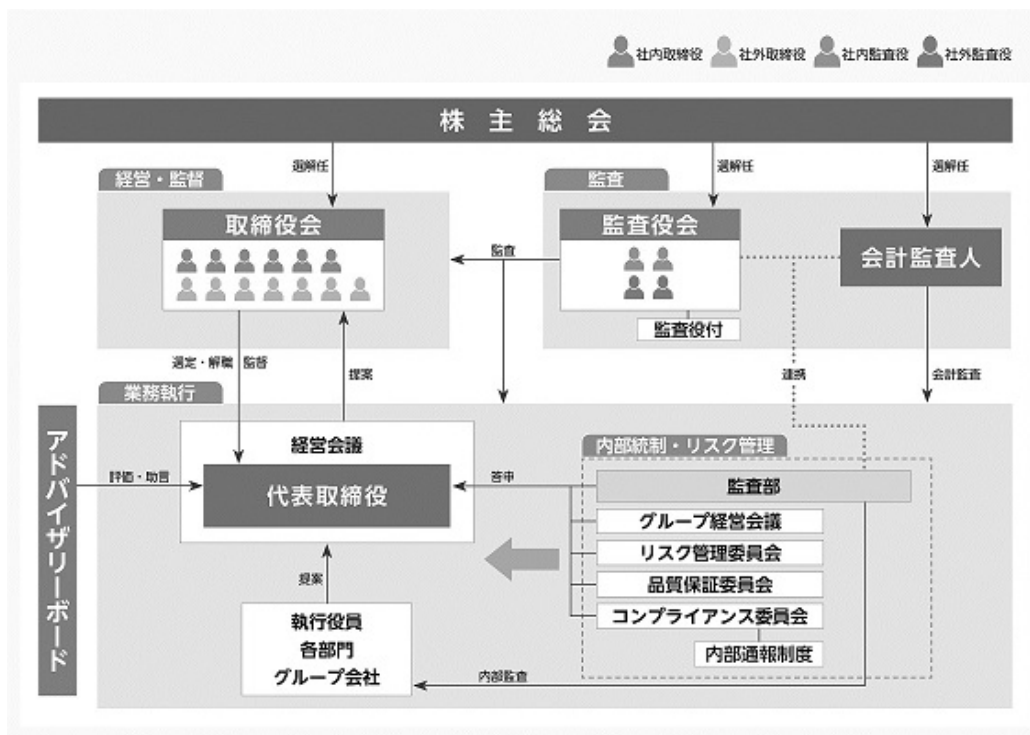 社内取締役 社外取締役 社内監査役 社外監査役
株主総会
選解任
選解任
選解任
経営・監督
監査
取締役会
監査役会
会計監査人
監査
監査役付
選定・解職 監督
提案
連携
会計監査
業務執行
アドバイザリーボード
経営会議
内部統制・リスク管理
評価・助言
代表取締役
答申
監査部
グループ経営会議
リスク管理委員会
品質保証委員会
コンプライアンス委員会
内部通報制度
提案
執行役員
各部門
グループ会社
内部監査